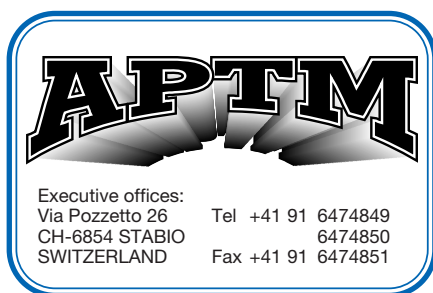 APTM
Executive offices:
Via Pozzetto 26 Tel +41 91 6474849
CH-6854 STABIO 6474850
SWITZERLAND Fax +41 91 6474851